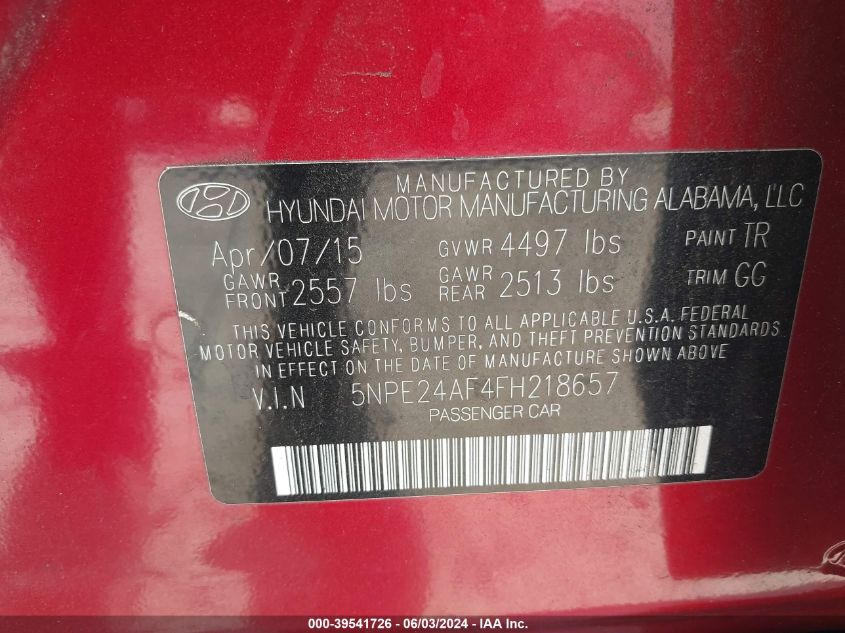 MANUFACTURED BY
HYUNDAI MOTOR MANUFACTURING ALABAMA, LLC
Apr/07/15 GVWR 4497 lbs PAINT TR
GAWR FRONT 2557 lbs GAWR REAR 2513 lbs TRIM GG
THIS VEHICLE CONFORMS TO ALL APPLICABLE U.S.A. FEDERAL
MOTOR VEHICLE SAFETY, BUMPER, AND THEFT PREVENTION STANDARDS
IN EFFECT ON THE DATE OF MANUFACTURE SHOWN ABOVE.
V.I.N 5NPE24AF4FH218657
PASSENGER CAR
000-39541726 - 06/03/2024 - IAA Inc.